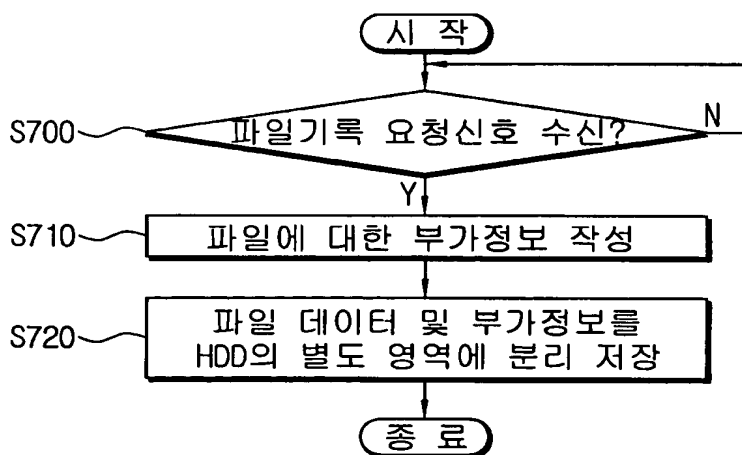 시 작
S700
파일기록 요청신호 수신?
N
Y
S710
파일에 대한 부가정보 작성
S720
파일 데이터 및 부가정보를
HDD의 별도 영역에 분리 저장
종 료